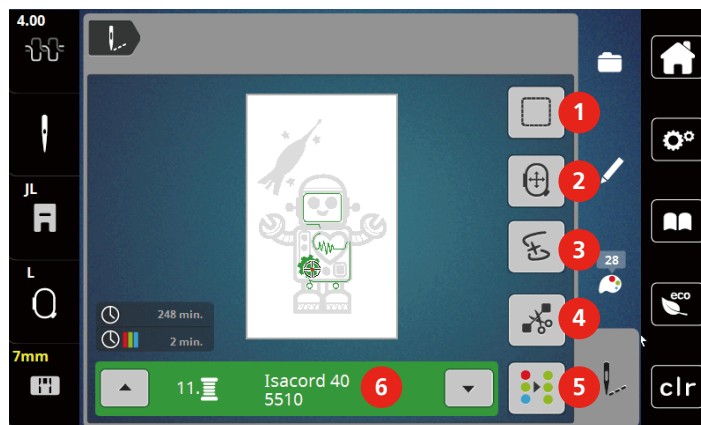 4.00
1
2
JL
3
28
L
eco
248 min.
4
2 min.
7mm
11.
Isacord 40
5510
6
5
clr